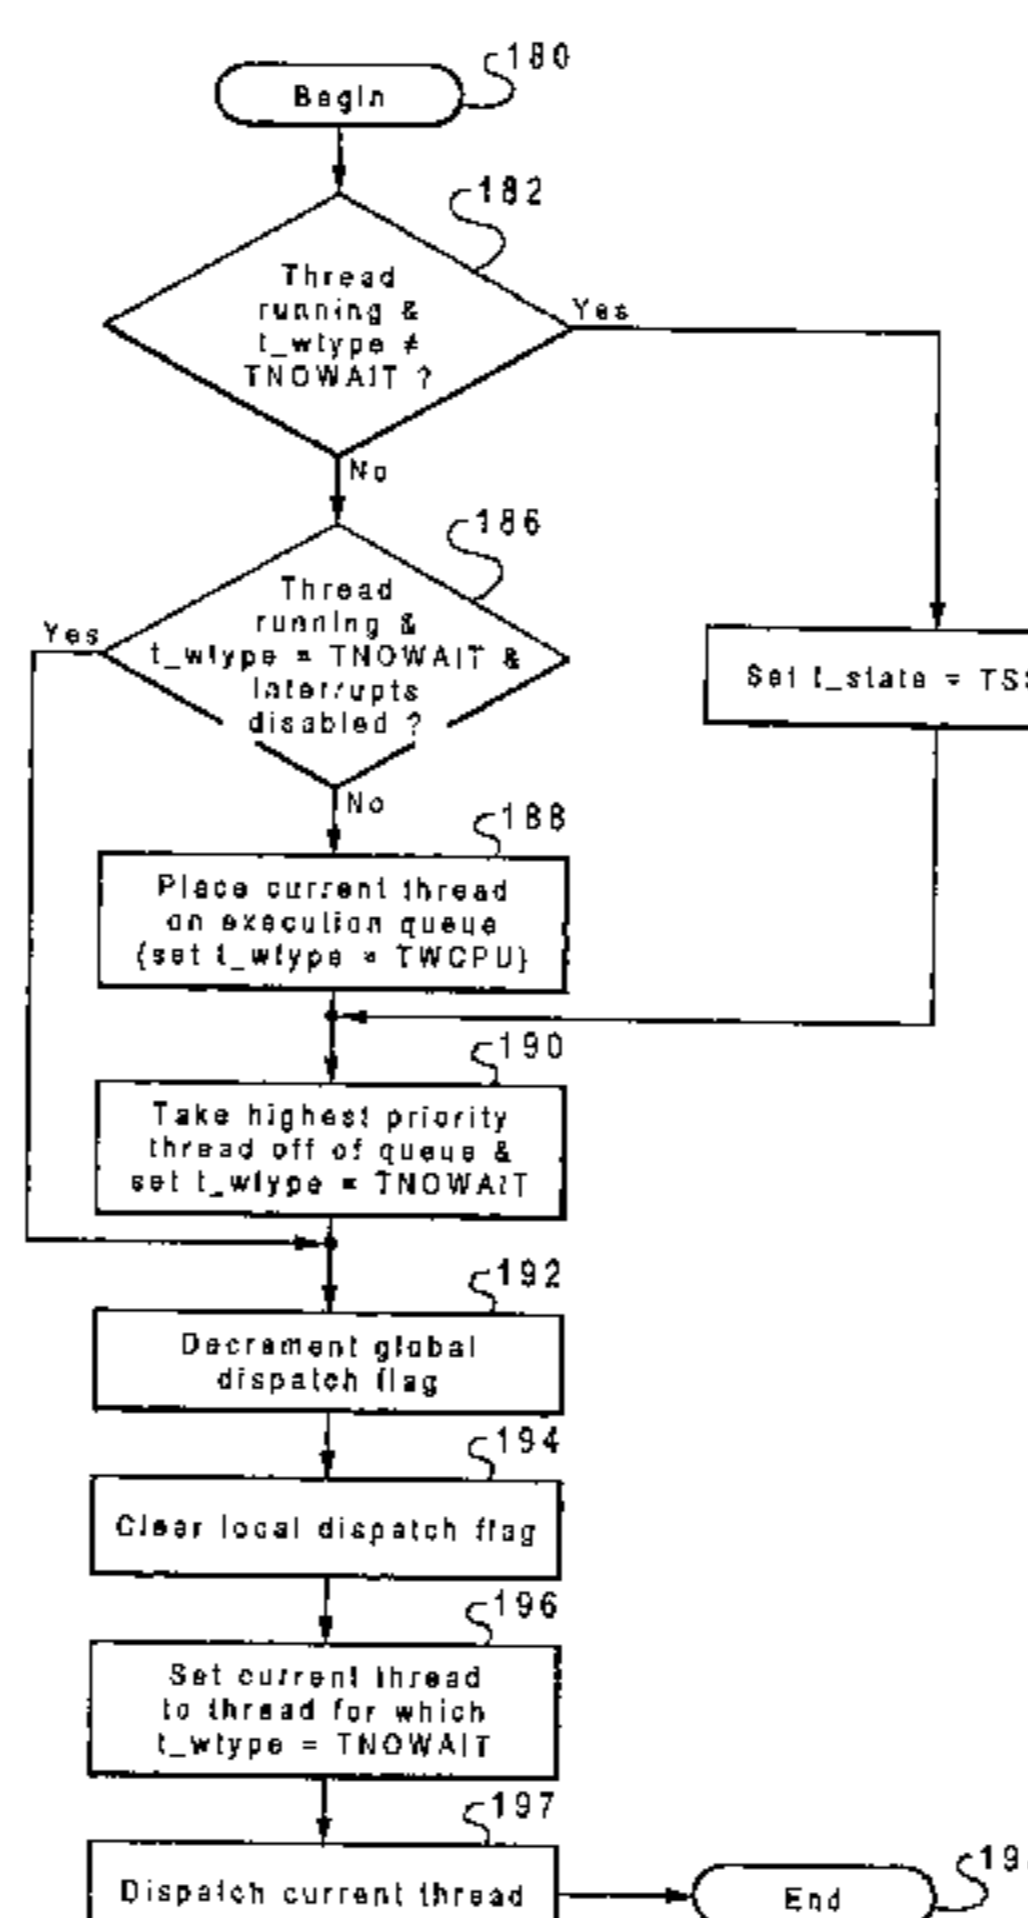 180
Begin
182
Thread
running &
t_wtype ≠
TNOWAIT ?
Yes
No
186
Thread
running &
t_wtype = TNOWAIT &
interrupts
disabled ?
Yes
No
Set t_state =
188
Place current thread
on execution queue
(set t_wtype = TWCPU)
190
Take highest priority
thread off of queue &
set t_wtype = TNOWAIT
192
Decrement global
dispatch flag
194
Clear local dispatch flag
196
Set current thread
to thread for which
t_wtype = TNOWAIT
197
Dispatch current thread
End